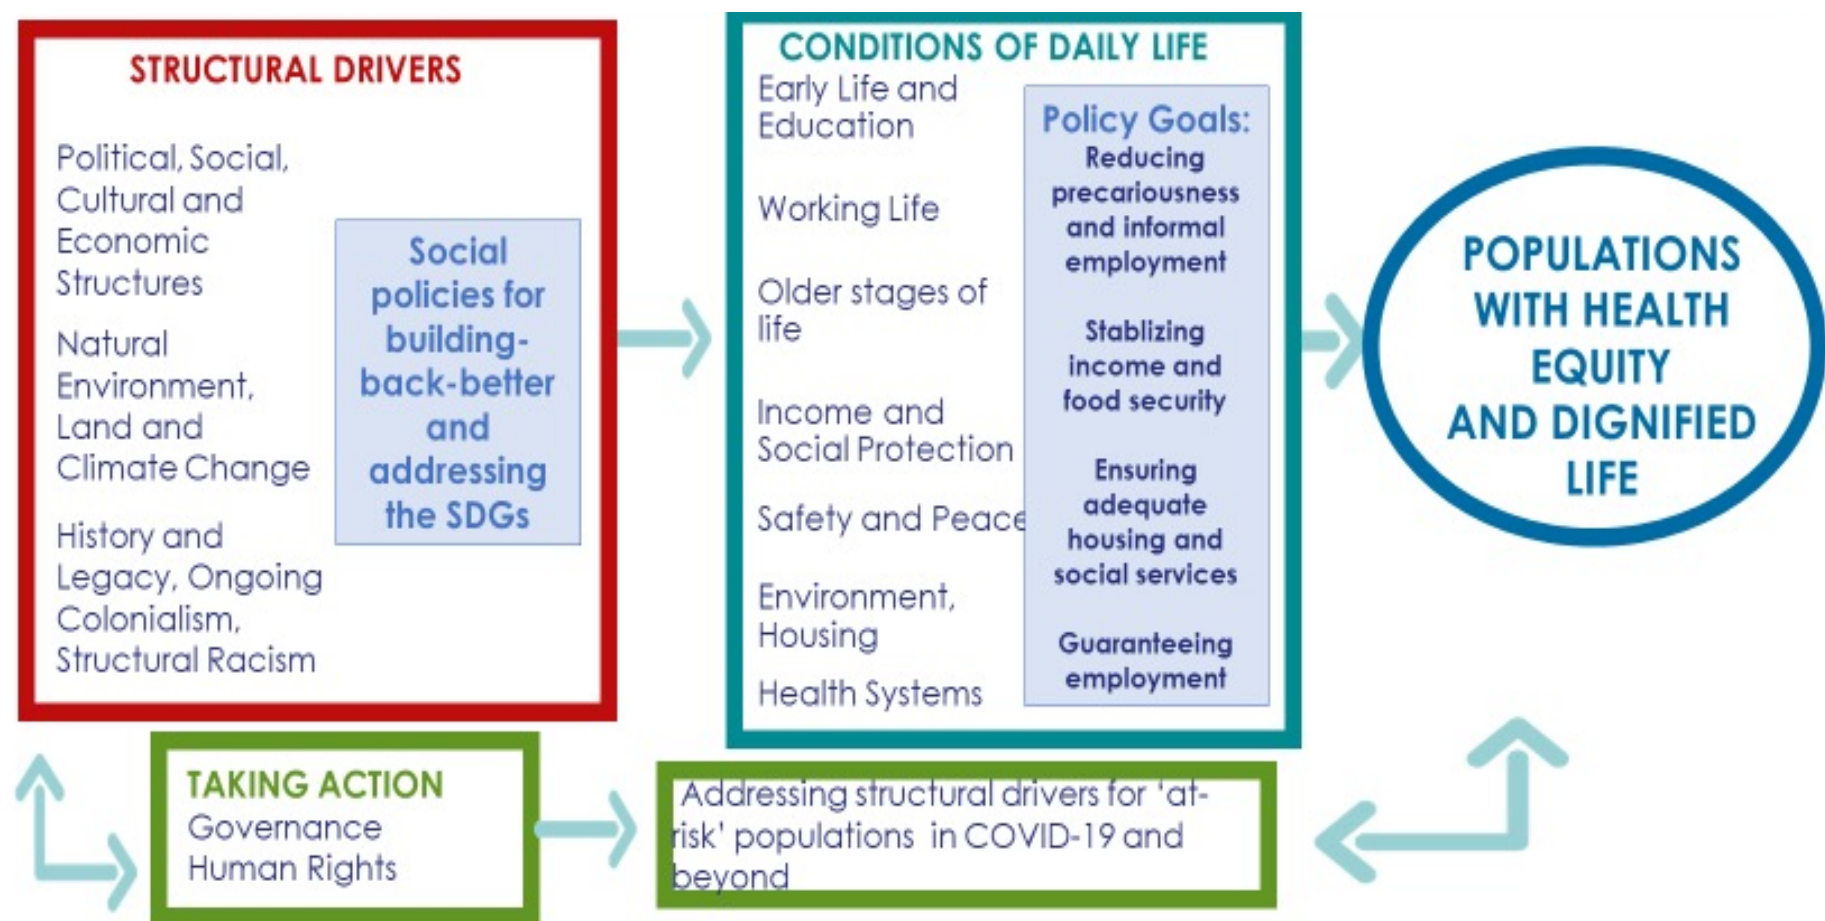 STRUCTURAL DRIVERS
Political, Social,
Cultural and
Economic
Structures
Natural
Environment,
Land and
Climate Change
History and
Legacy, Ongoing
Colonialism,
Structural Racism
Social
policies for
building-
back-better
and
addressing
the SDGs
CONDITIONS OF DAILY LIFE
Early Life and
Education
Working Life
Older stages of
life
Income and
Social Protection
Safety and Peace
Environment,
Housing
Health Systems
Policy Goals:
Reducing
precariousness
and informal
employment
Stablizing
income and
food security
Ensuring
adequate
housing and
social services
Guaranteeing
employment
POPULATIONS
WITH HEALTH
EQUITY
AND DIGNIFIED
LIFE
TAKING ACTION
Governance
Human Rights
Addressing structural drivers for 'at-
risk' populations in COVID-19 and
beyond